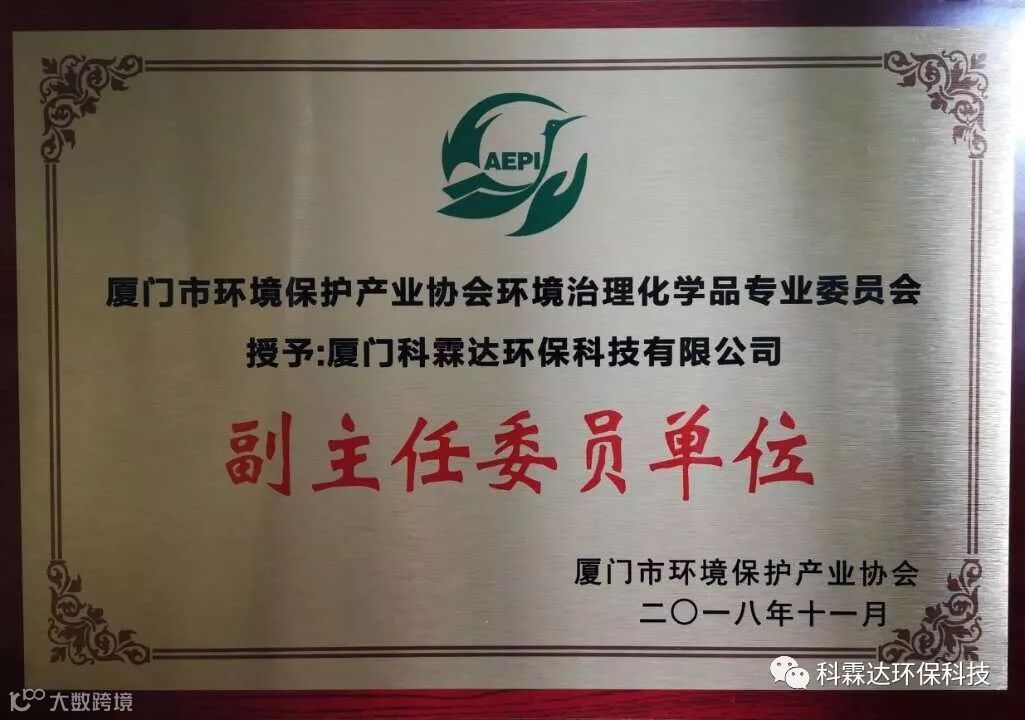 AEPI
厦门市环境保护产业协会环境治理化学品专业委员会
授予:厦门科霖达环保科技有限公司
副主任委员单位
厦门市环境保护产业协会
二〇一八年十一月
科霖达环保科技
大数跨境